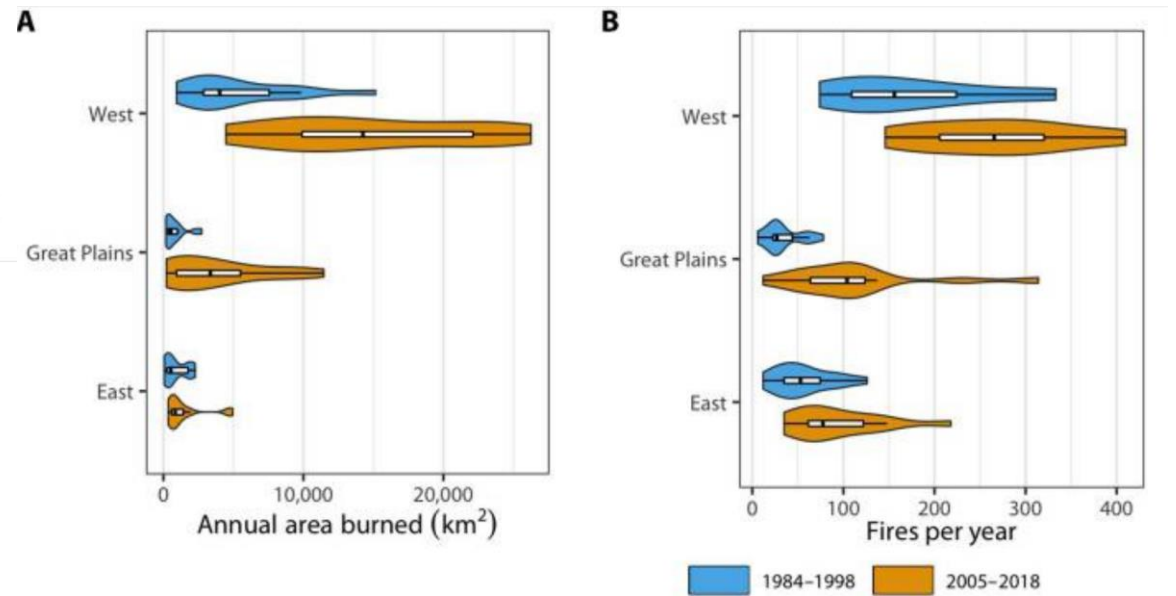 A
B
West
Great Plains
East
0
10,000
20,000
Annual area burned (km²)
West
Great Plains
East
0
100
200
300
400
Fires per year
1984–1998
2005–2018